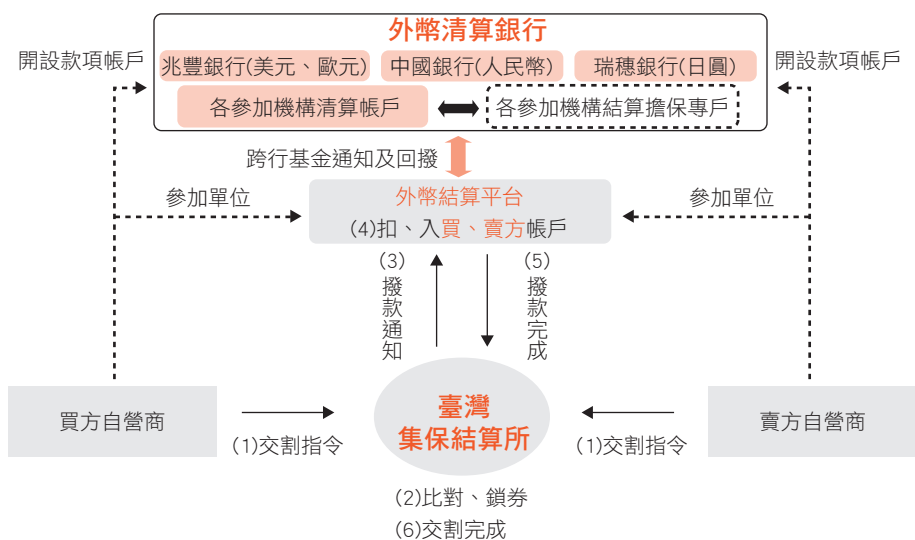 外幣清算銀行
開設款項帳戶
兆豐銀行(美元、歐元)
中國銀行(人民幣)
瑞穗銀行(日圓)
開設款項帳戶
各參加機構清算帳戶
各參加機構結算擔保專戶
跨行基金通知及回撥
參加單位
外幣結算平台
(4)扣、入買、賣方帳戶
參加單位
(3)撥款通知
(5)撥款完成
買方自營商
(1)交割指令
臺灣
集保結算所
(1)交割指令
賣方自營商
(2)比對、鎖券
(6)交割完成